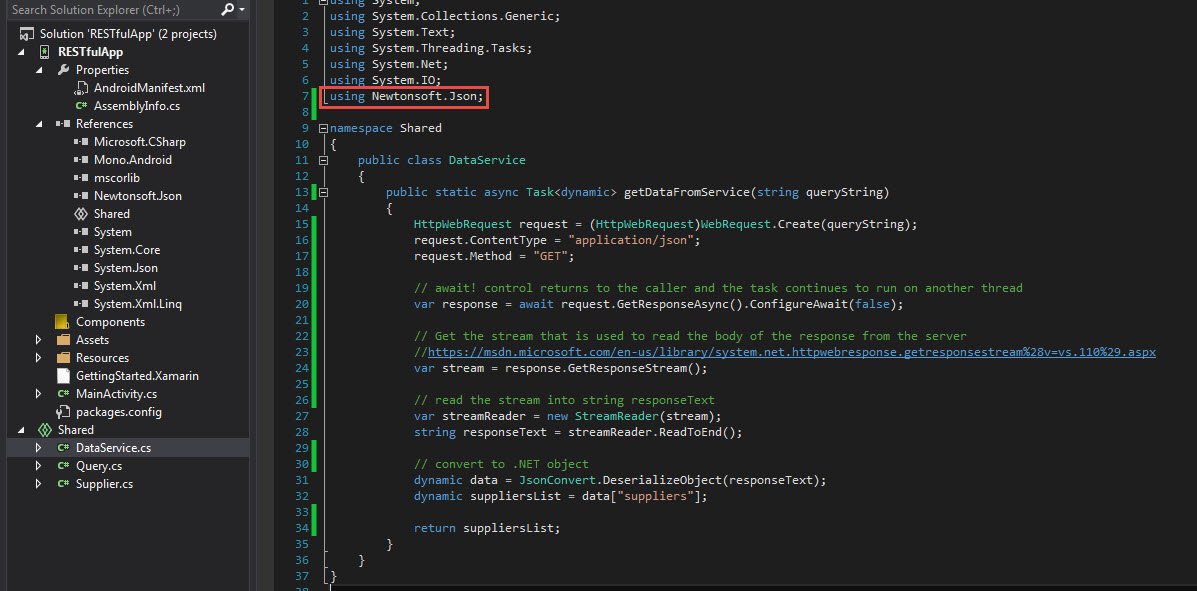 Search Solution Explorer (Ctrl+;)
Solution 'RESTfulApp' (2 projects)
RESTfulApp
Properties
AndroidManifest.xml
C# AssemblyInfo.cs
References
Microsoft.CSharp
Mono.Android
mscorlib
Newtonsoft.Json
Shared
System
System.Core
System.Json
System.Xml
System.Xml.Linq
Components
Assets
Resources
GettingStarted.Xamarin
C# MainActivity.cs
packages.config
Shared
C# DataService.cs
C# Query.cs
C# Supplier.cs
1 using System;
2 using System.Collections.Generic;
3 using System.Text;
4 using System.Threading.Tasks;
5 using System.Net;
6 using System.IO;
7 using Newtonsoft.Json;
8
9 namespace Shared
10 {
11 public class DataService
12 {
13 public static async Task<dynamic> getDataFromService(string queryString)
14 {
15 HttpWebRequest request = (HttpWebRequest)WebRequest.Create(queryString);
16 request.ContentType = "application/json";
17 request.Method = "GET";
18
19 // await! control returns to the caller and the task continues to run on another thread
20 var response = await request.GetResponseAsync().ConfigureAwait(false);
21
22 // Get the stream that is used to read the body of the response from the server
23 //https://msdn.microsoft.com/en-us/library/system.net.httpwebresponse.getresponsestream%28v=vs.110%29.aspx
24 var stream = response.GetResponseStream();
25
26 // read the stream into string responseText
27 var streamReader = new StreamReader(stream);
28 string responseText = streamReader.ReadToEnd();
29
30 // convert to .NET object
31 dynamic data = JsonConvert.DeserializeObject(responseText);
32 dynamic suppliersList = data["suppliers"];
33
34 return suppliersList;
35 }
36 }
37 }
38